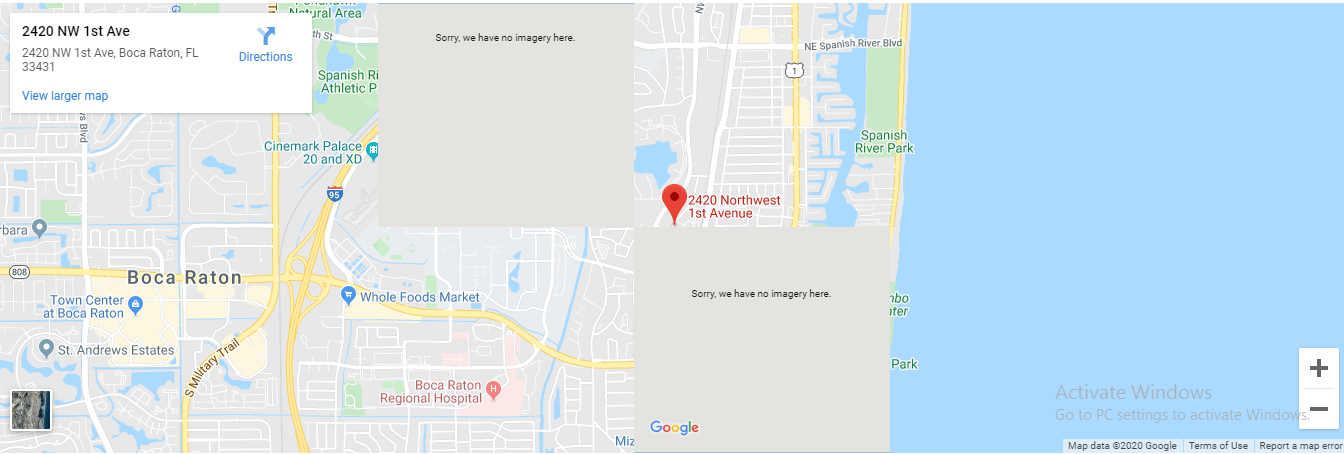 2420 NW 1st Ave
2420 NW 1st Ave, Boca Raton, FL
33431
Directions
View larger map
Natural Area
Sorry, we have no imagery here.
NE Spanish River Blvd
1
Spanish Ri
Athletic P
Cinemark Palace
20 and XD
Spanish
River Park
95
2420 Northwest
1st Avenue
808
Boca Raton
Sorry, we have no imagery here.
Town Center
at Boca Raton
Whole Foods Market
St. Andrews Estates
S Military Trail
Park
Boca Raton
Regional Hospital
H
Activate Windows
Go to PC settings to activate Windows.
Google
Miz
Map data ©2020 Google
Terms of Use
Report a map error